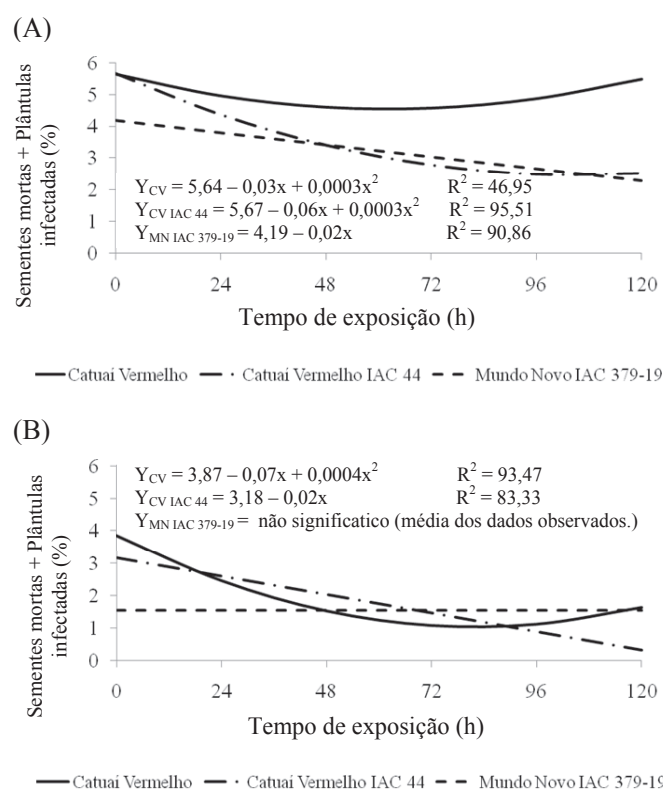 (A)
Sementes mortas + Plântulas
infectadas (%)
6
5
4
3
2
1
0
Y_CV = 5,64 – 0,03x + 0,0003x² R² = 46,95
Y_CV IAC 44 = 5,67 – 0,06x + 0,0003x² R² = 95,51
Y_MN IAC 379-19 = 4,19 – 0,02x R² = 90,86
0 24 48 72 96 120
Tempo de exposição (h)
Catuaí Vermelho Catuaí Vermelho IAC 44 Mundo Novo IAC 379-19
(B)
Sementes mortas + Plântulas
infectadas (%)
6
5
4
3
2
1
0
Y_CV = 3,87 – 0,07x + 0,0004x² R² = 93,47
Y_CV IAC 44 = 3,18 – 0,02x R² = 83,33
Y_MN IAC 379-19 = não significatico (média dos dados observados.)
0 24 48 72 96 120
Tempo de exposição (h)
Catuaí Vermelho Catuaí Vermelho IAC 44 Mundo Novo IAC 379-19